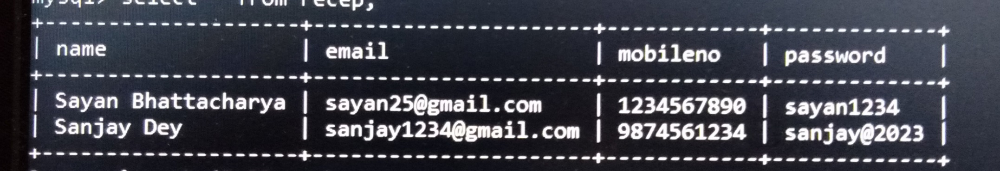 mysql> select * from recep;
+----------------------+------------------------+------------+-------------+
| name | email | mobileno | password |
+----------------------+------------------------+------------+-------------+
| Sayan Bhattacharya | sayan25@gmail.com | 1234567890 | sayan1234 |
| Sanjay Dey | sanjay1234@gmail.com | 9874561234 | sanjay@2023 |
+----------------------+------------------------+------------+-------------+